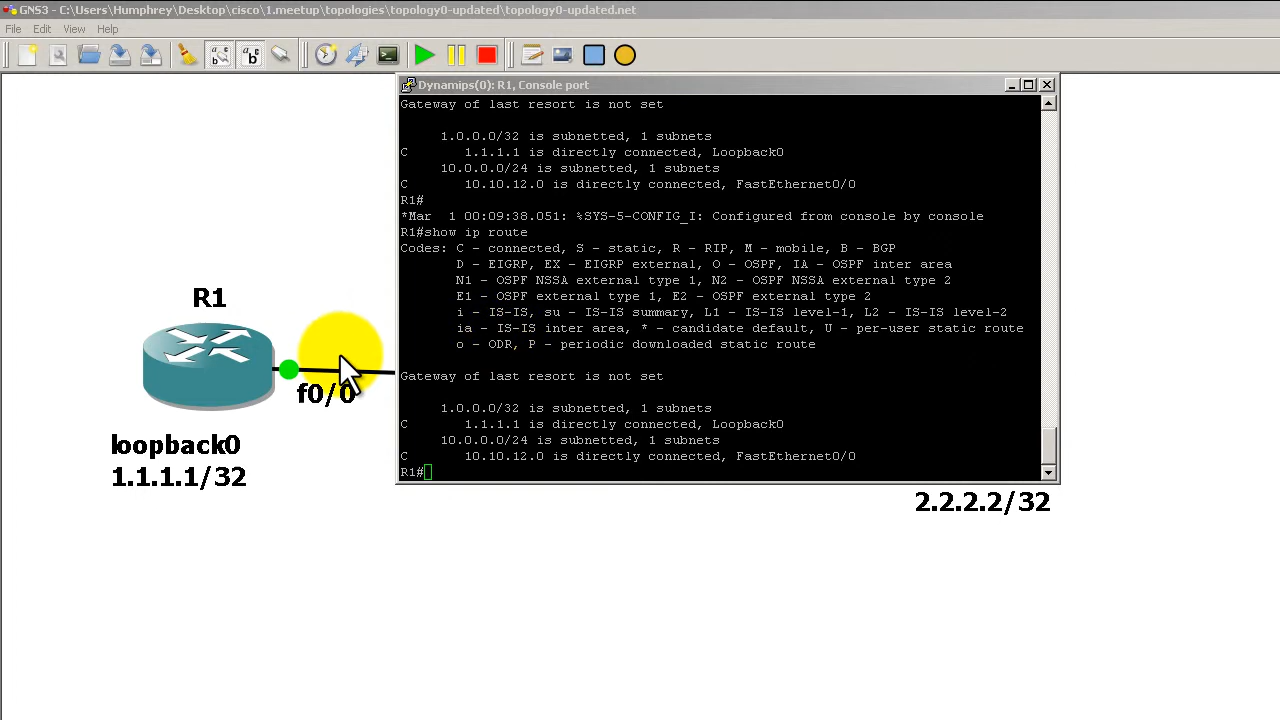 GNS3 - C:\Users\Humphrey\Desktop\cisco\1.meetup\topologies\topology0-updated\topology0-updated.net
File Edit View Help
Dynamips(0): R1, Console port
Gateway of last resort is not set
1.0.0.0/32 is subnetted, 1 subnets
C 1.1.1.1 is directly connected, Loopback0
10.0.0.0/24 is subnetted, 1 subnets
C 10.10.12.0 is directly connected, FastEthernet0/0
R1#
*Mar 1 00:09:38.051: %SYS-5-CONFIG_I: Configured from console by console
R1#show ip route
Codes: C - connected, S - static, R - RIP, M - mobile, B - BGP
D - EIGRP, EX - EIGRP external, O - OSPF, IA - OSPF inter area
N1 - OSPF NSSA external type 1, N2 - OSPF NSSA external type 2
E1 - OSPF external type 1, E2 - OSPF external type 2
i - IS-IS, su - IS-IS summary, L1 - IS-IS level-1, L2 - IS-IS level-2
ia - IS-IS inter area, * - candidate default, U - per-user static route
o - ODR, P - periodic downloaded static route
Gateway of last resort is not set
1.0.0.0/32 is subnetted, 1 subnets
C 1.1.1.1 is directly connected, Loopback0
10.0.0.0/24 is subnetted, 1 subnets
C 10.10.12.0 is directly connected, FastEthernet0/0
R1#
R1
f0/0
loopback0
1.1.1.1/32
2.2.2.2/32